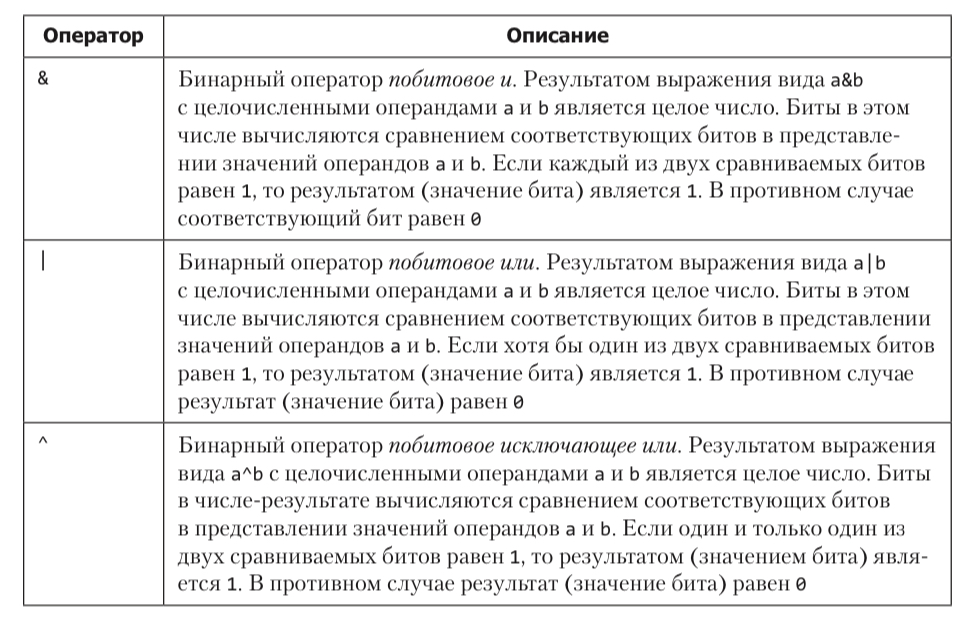 Оператор Описание
& Бинарный оператор побитовое и. Результатом выражения вида a&b
с целочисленными операндами a и b является целое число. Биты в этом
числе вычисляются сравнением соответствующих битов в представле-
нии значений операндов a и b. Если каждый из двух сравниваемых битов
равен 1, то результатом (значение бита) является 1. В противном случае
соответствующий бит равен 0
| Бинарный оператор побитовое или. Результатом выражения вида a|b
с целочисленными операндами a и b является целое число. Биты в этом
числе вычисляются сравнением соответствующих битов в представлении
значений операндов a и b. Если хотя бы один из двух сравниваемых битов
равен 1, то результатом (значение бита) является 1. В противном случае
результат (значение бита) равен 0
^ Бинарный оператор побитовое исключающее или. Результатом выражения
вида a^b с целочисленными операндами a и b является целое число. Биты
в числе-результате вычисляются сравнением соответствующих битов
в представлении значений операндов a и b. Если один и только один из
двух сравниваемых битов равен 1, то результатом (значением бита) явля-
ется 1. В противном случае результат (значение бита) равен 0